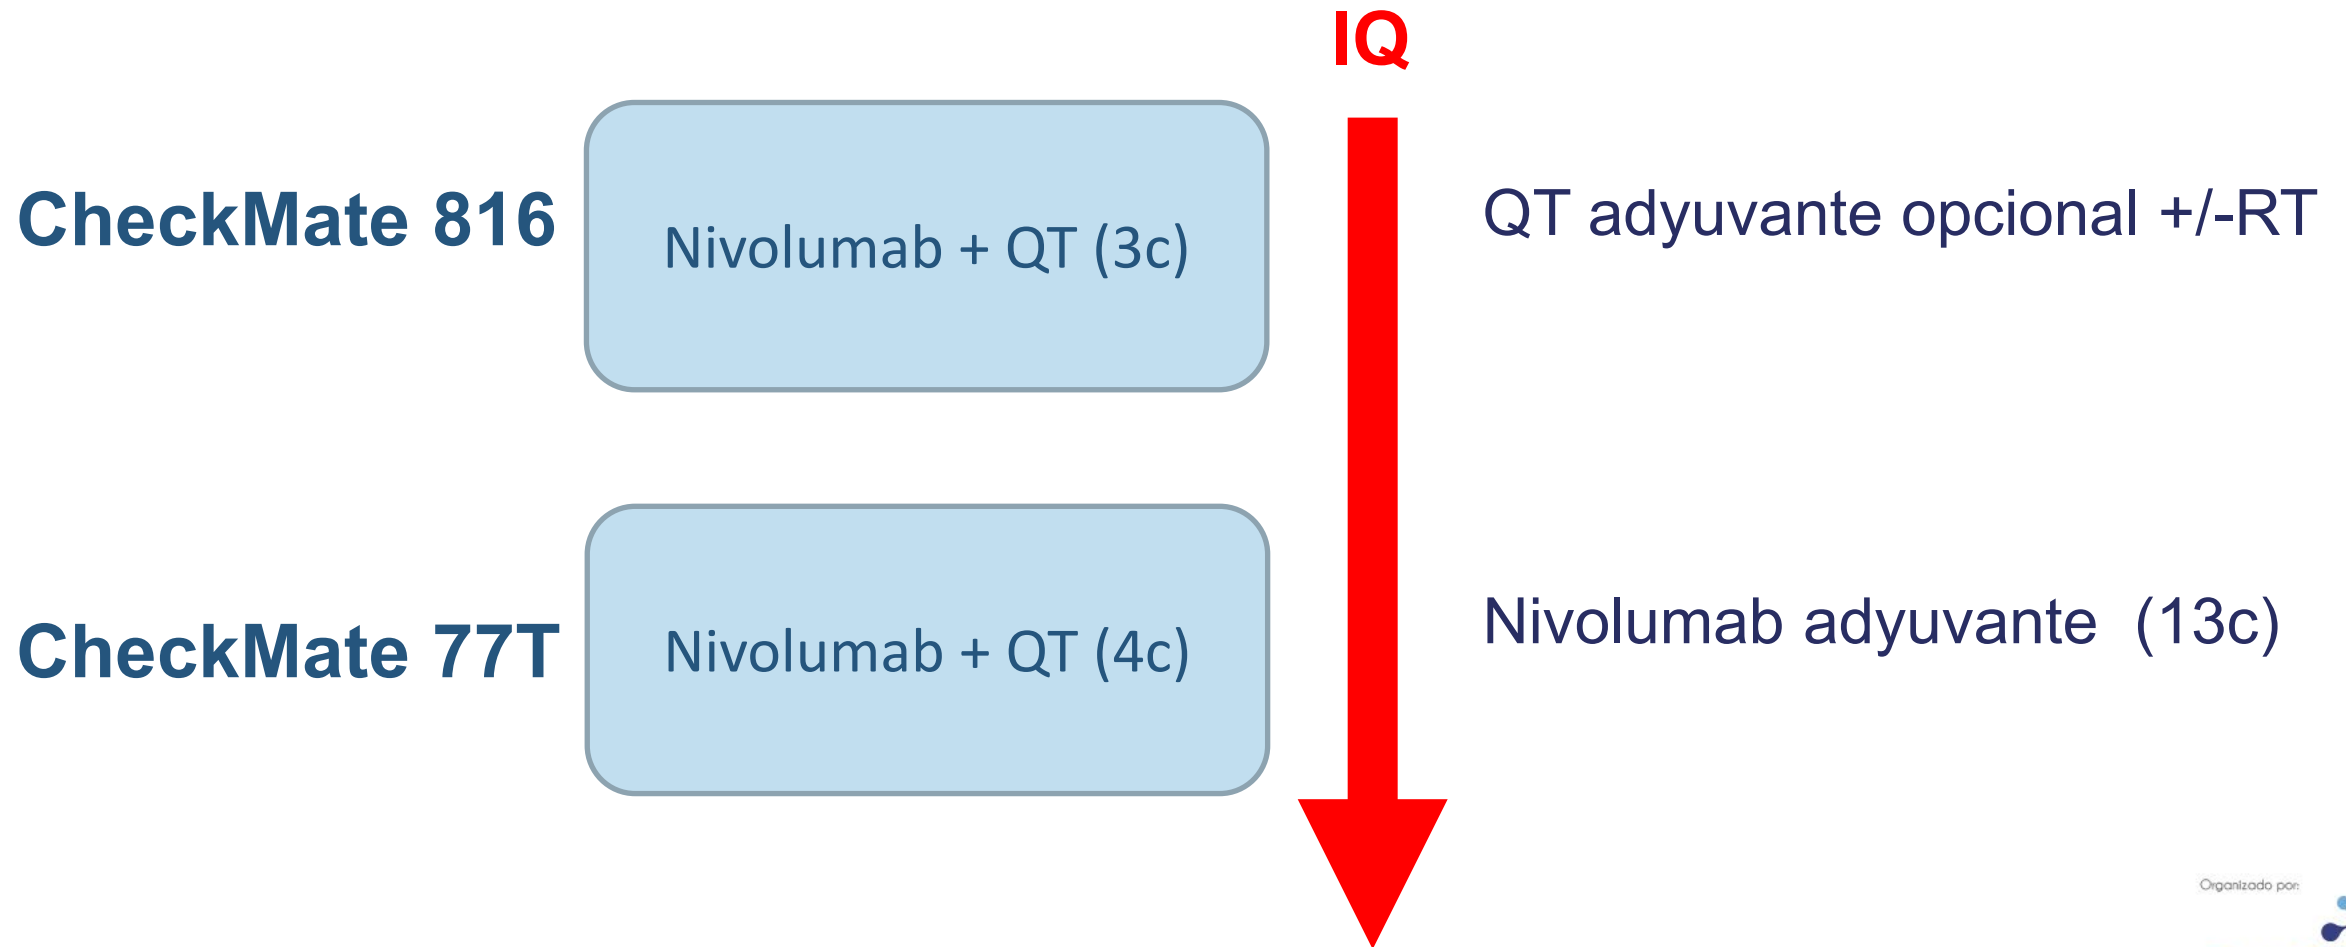 IQ
CheckMate 816
Nivolumab + QT (3c)
QT adyuvante opcional +/-RT
CheckMate 77T
Nivolumab + QT (4c)
Nivolumab adyuvante (13c)
Organizado por: